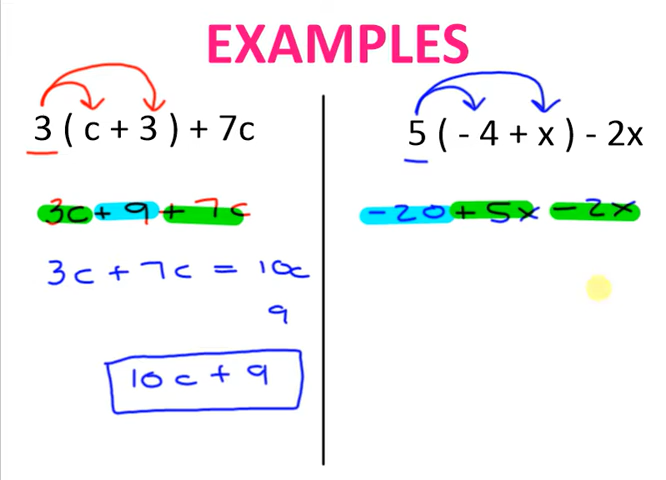 EXAMPLES
3 ( c + 3 ) + 7c
3c + 9 + 7c
3c + 7c = 10c
9
10c + 9
5 ( - 4 + x ) - 2x
-20 + 5x - 2x